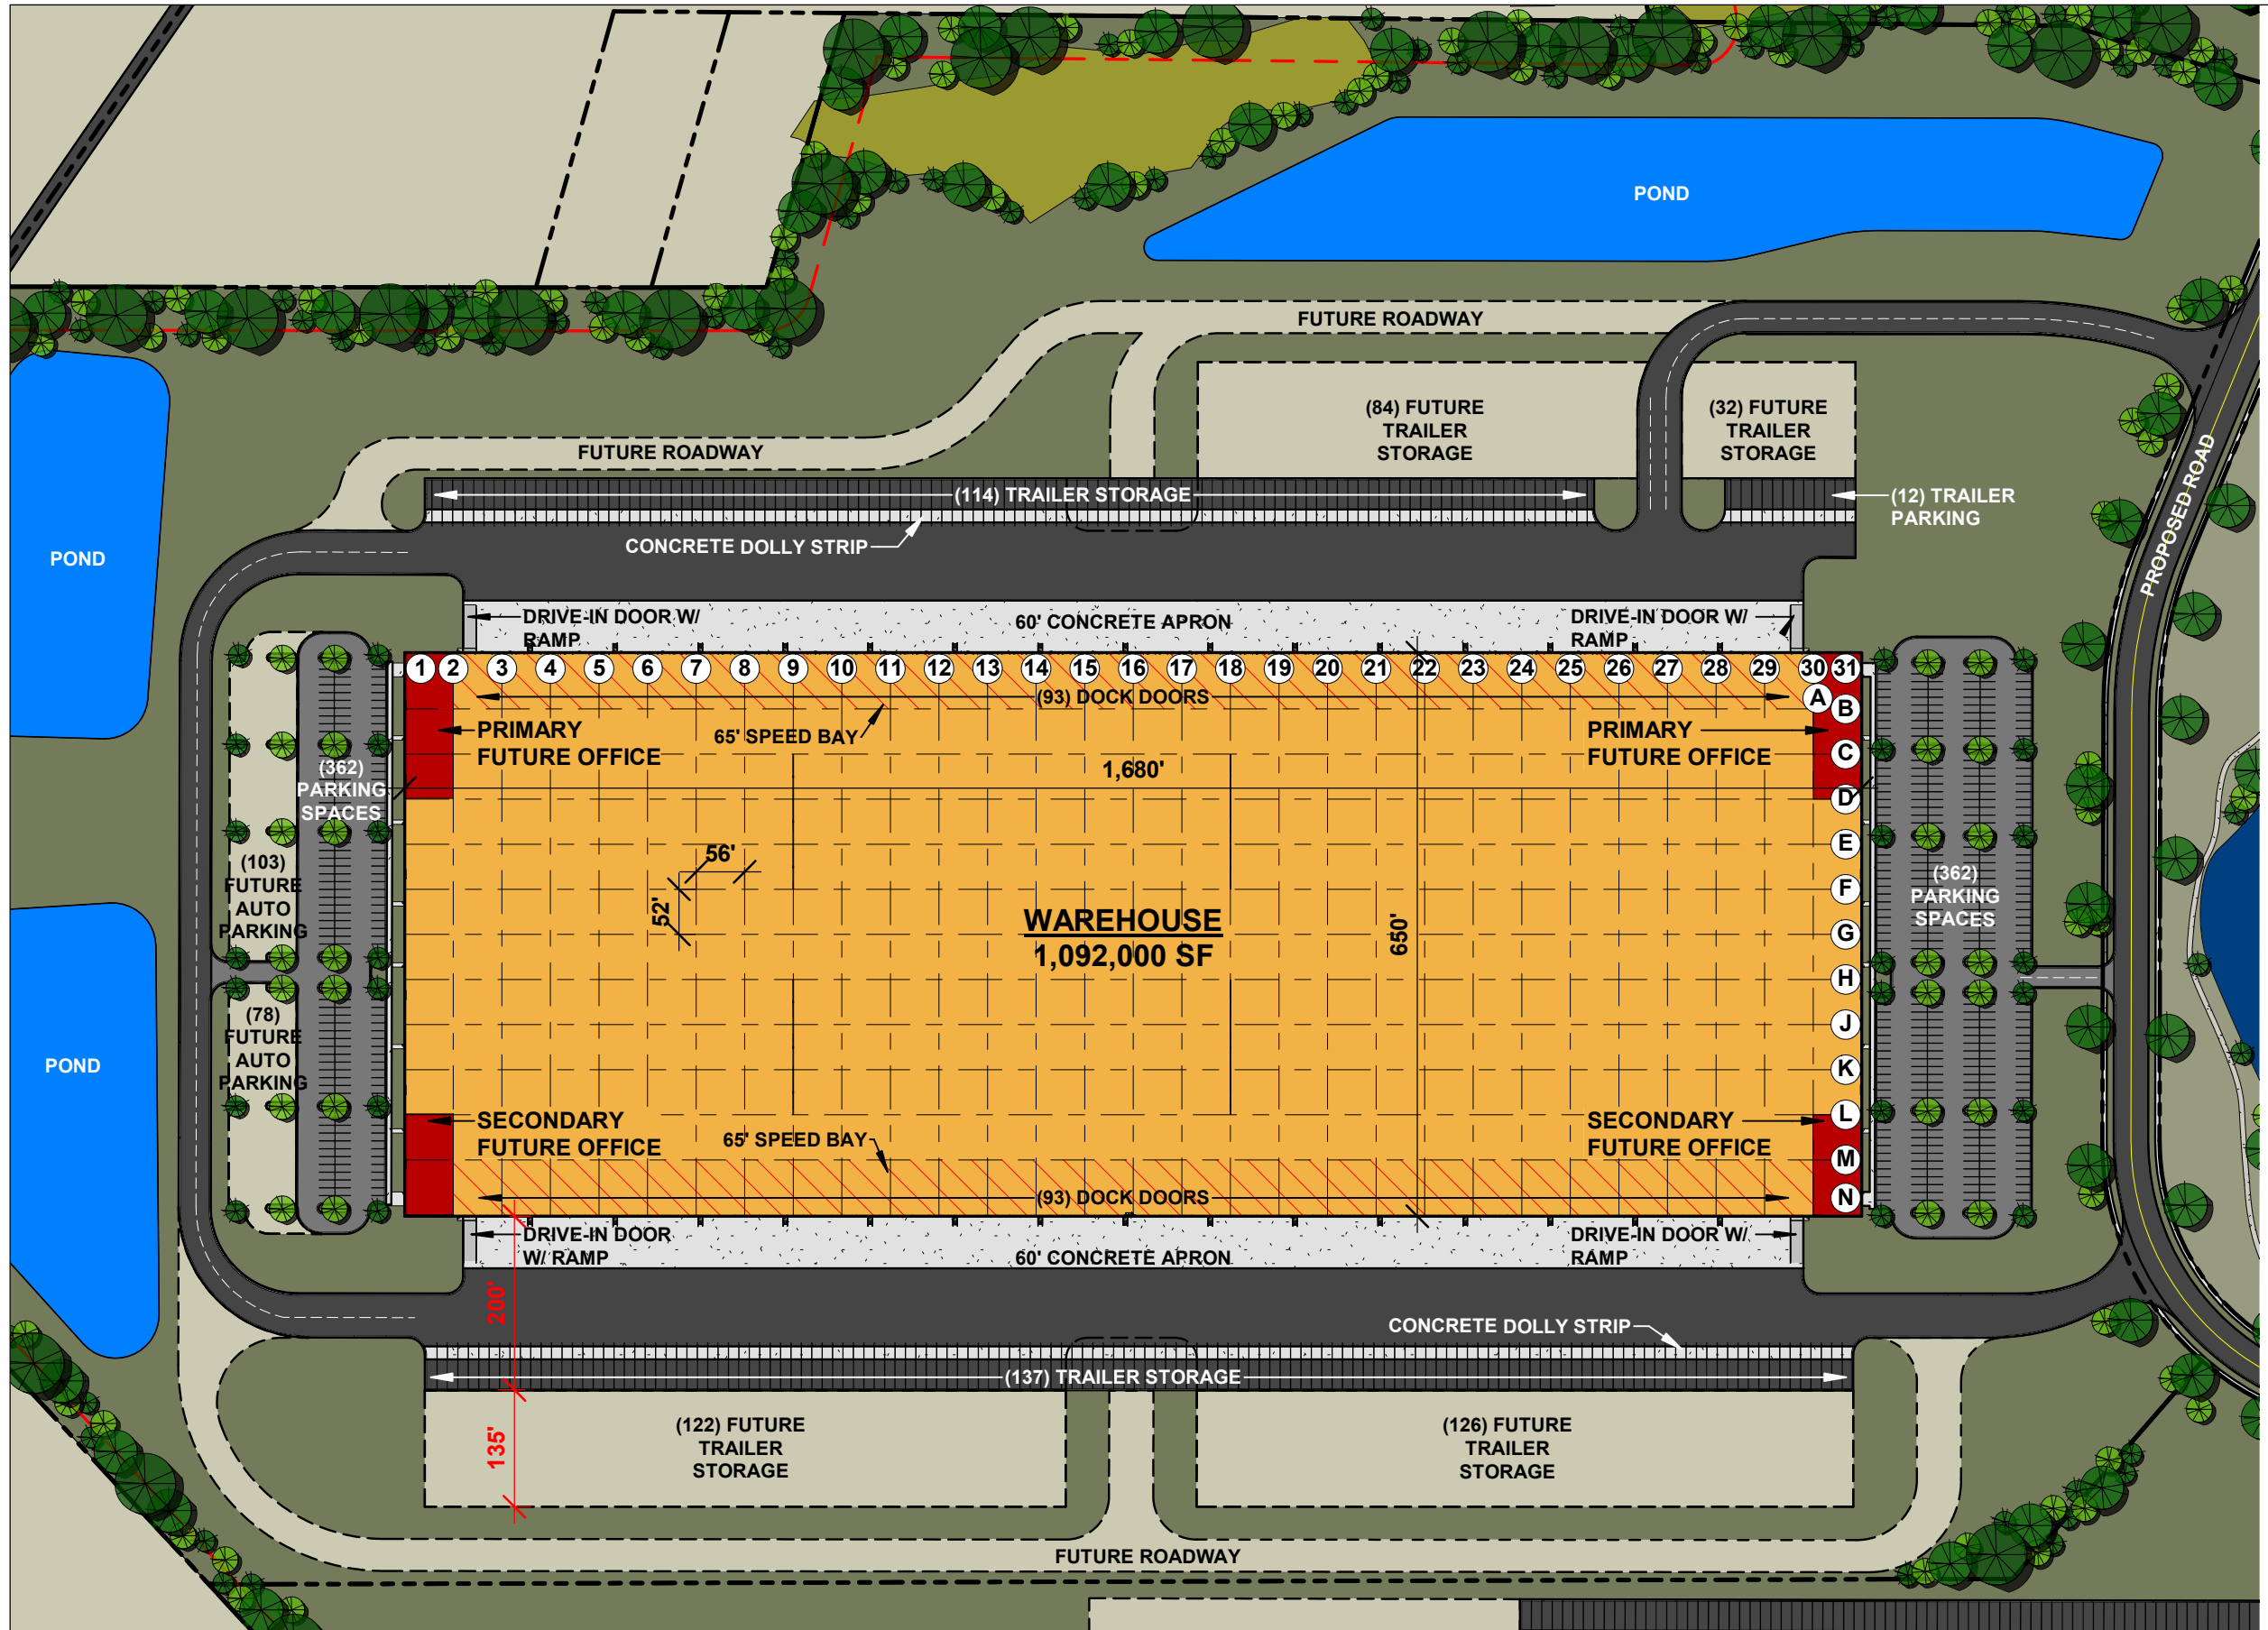 POND
FUTURE ROADWAY
(84) FUTURE
TRAILER
STORAGE
(32) FUTURE
TRAILER
STORAGE
FUTURE ROADWAY
PROPOSED ROAD
(114) TRAILER STORAGE
(12) TRAILER
PARKING
CONCRETE DOLLY STRIP
POND
DRIVE-IN DOOR W/
RAMP
60' CONCRETE APRON
DRIVE-IN DOOR W/
RAMP
1 2 3 4 5 6 7 8 9 10 11 12 13 14 15 16 17 18 19 20 21 22 23 24 25 26 27 28 29 30 31
(93) DOCK DOORS
A
B
C
D
E
F
G
H
J
K
L
M
N
PRIMARY
FUTURE OFFICE
65' SPEED BAY
PRIMARY
FUTURE OFFICE
1,680'
(362)
PARKING
SPACES
56'
52'
(103)
FUTURE
AUTO
PARKING
WAREHOUSE
1,092,000 SF
650'
(362)
PARKING
SPACES
(78)
FUTURE
AUTO
PARKING
POND
SECONDARY
FUTURE OFFICE
65' SPEED BAY
SECONDARY
FUTURE OFFICE
(93) DOCK DOORS
DRIVE-IN DOOR
W/ RAMP
60' CONCRETE APRON
DRIVE-IN DOOR W/
RAMP
200'
CONCRETE DOLLY STRIP
(137) TRAILER STORAGE
135'
(122) FUTURE
TRAILER
STORAGE
(126) FUTURE
TRAILER
STORAGE
FUTURE ROADWAY